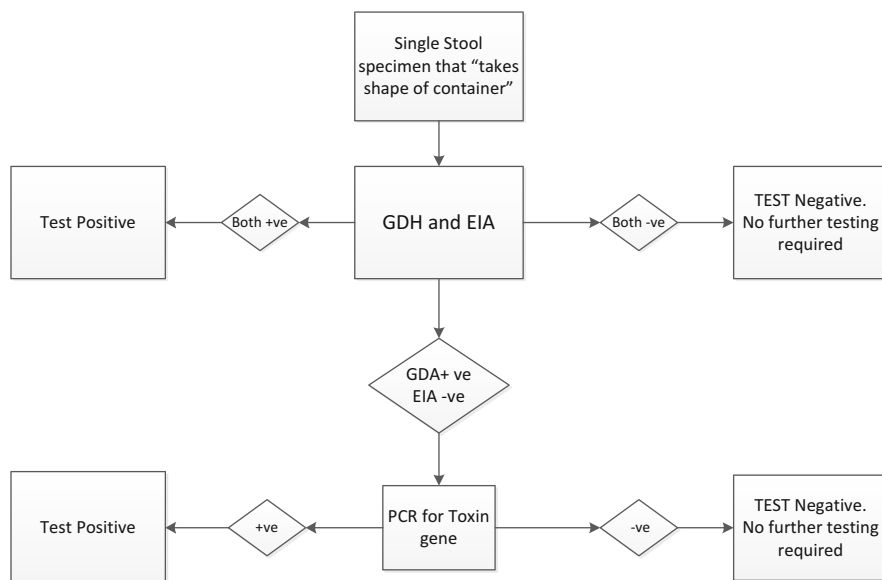 Single Stool
specimen that “takes
shape of container”
Test Positive
Both +ve
GDH and EIA
Both -ve
TEST Negative.
No further testing
required
GDA+ ve
EIA -ve
Test Positive
+ve
PCR for Toxin
gene
-ve
TEST Negative.
No further testing
required